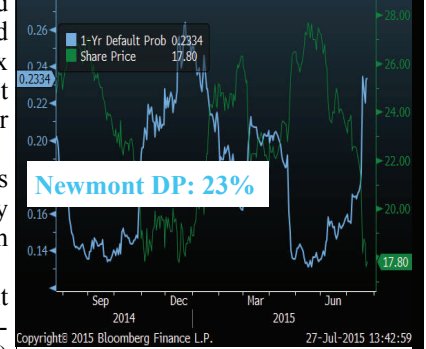 1-Yr Default Prob 0.2334
Share Price 17.80
0.26
0.2334
0.22
0.20
0.16
0.14
28.00
26.00
24.00
22.00
20.00
17.80
Newmont DP: 23%
Sep Dec Mar Jun
2014 2015
Copyright© 2015 Bloomberg Finance L.P. 27-Jul-2015 13:42:59